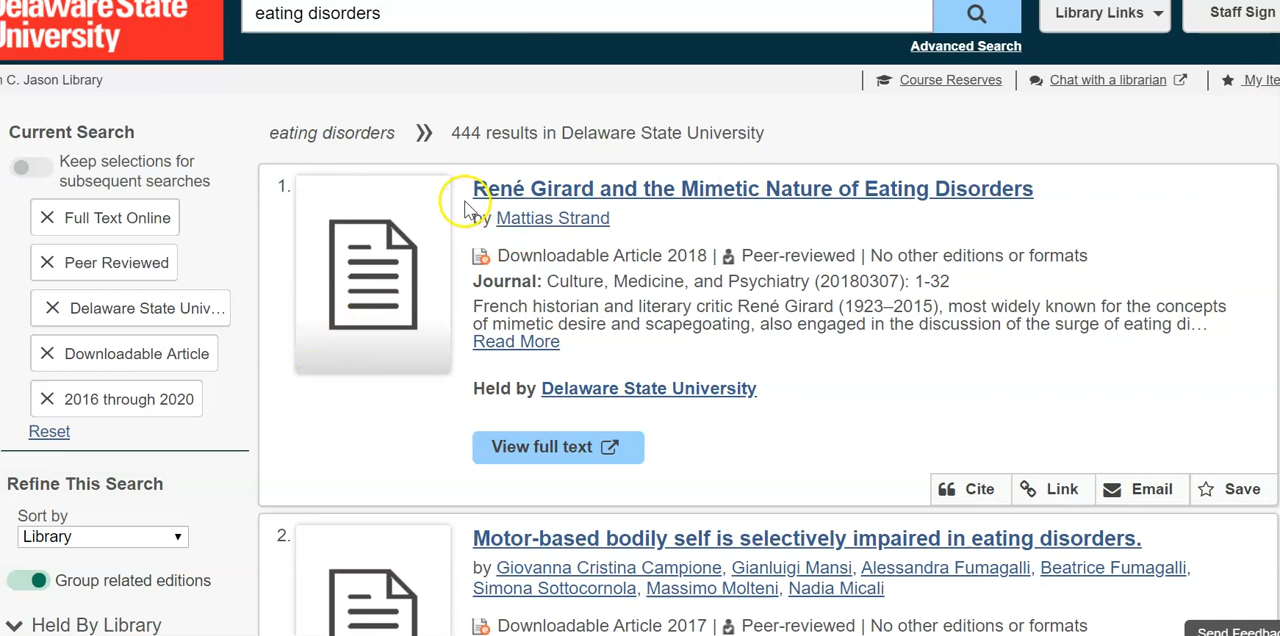 Delaware State
University
eating disorders
Library Links
Staff Sign
Advanced Search
C. Jason Library
Course Reserves
Chat with a librarian
My Ite
Current Search
Keep selections for
subsequent searches
Full Text Online
Peer Reviewed
Delaware State Univ...
Downloadable Article
2016 through 2020
Reset
Refine This Search
Sort by
Library
Group related editions
Held By Library
eating disorders
444 results in Delaware State University
1.
René Girard and the Mimetic Nature of Eating Disorders
by Mattias Strand
Downloadable Article 2018 | Peer-reviewed | No other editions or formats
Journal: Culture, Medicine, and Psychiatry (20180307): 1-32
French historian and literary critic René Girard (1923–2015), most widely known for the concepts
of mimetic desire and scapegoating, also engaged in the discussion of the surge of eating di...
Read More
Held by Delaware State University
View full text
Cite
Link
Email
Save
2.
Motor-based bodily self is selectively impaired in eating disorders.
by Giovanna Cristina Campione, Gianluigi Mansi, Alessandra Fumagalli, Beatrice Fumagalli,
Simona Sottocornola, Massimo Molteni, Nadia Micali
Downloadable Article 2017 | Peer-reviewed | No other editions or formats
Send Feedba